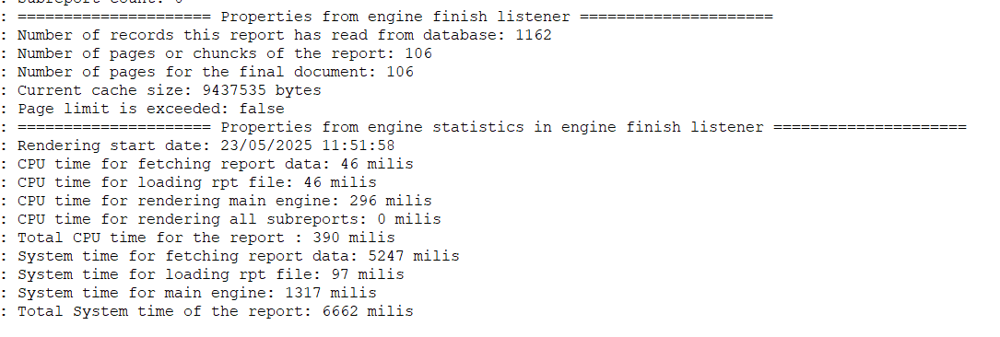 : Subreport count: 0
: ===================== Properties from engine finish listener =====================
: Number of records this report has read from database: 1162
: Number of pages or chuncks of the report: 106
: Number of pages for the final document: 106
: Current cache size: 9437535 bytes
: Page limit is exceeded: false
: ===================== Properties from engine statistics in engine finish listener =====================
: Rendering start date: 23/05/2025 11:51:58
: CPU time for fetching report data: 46 milis
: CPU time for loading rpt file: 46 milis
: CPU time for rendering main engine: 296 milis
: CPU time for rendering all subreports: 0 milis
: Total CPU time for the report : 390 milis
: System time for fetching report data: 5247 milis
: System time for loading rpt file: 97 milis
: System time for main engine: 1317 milis
: Total System time of the report: 6662 milis